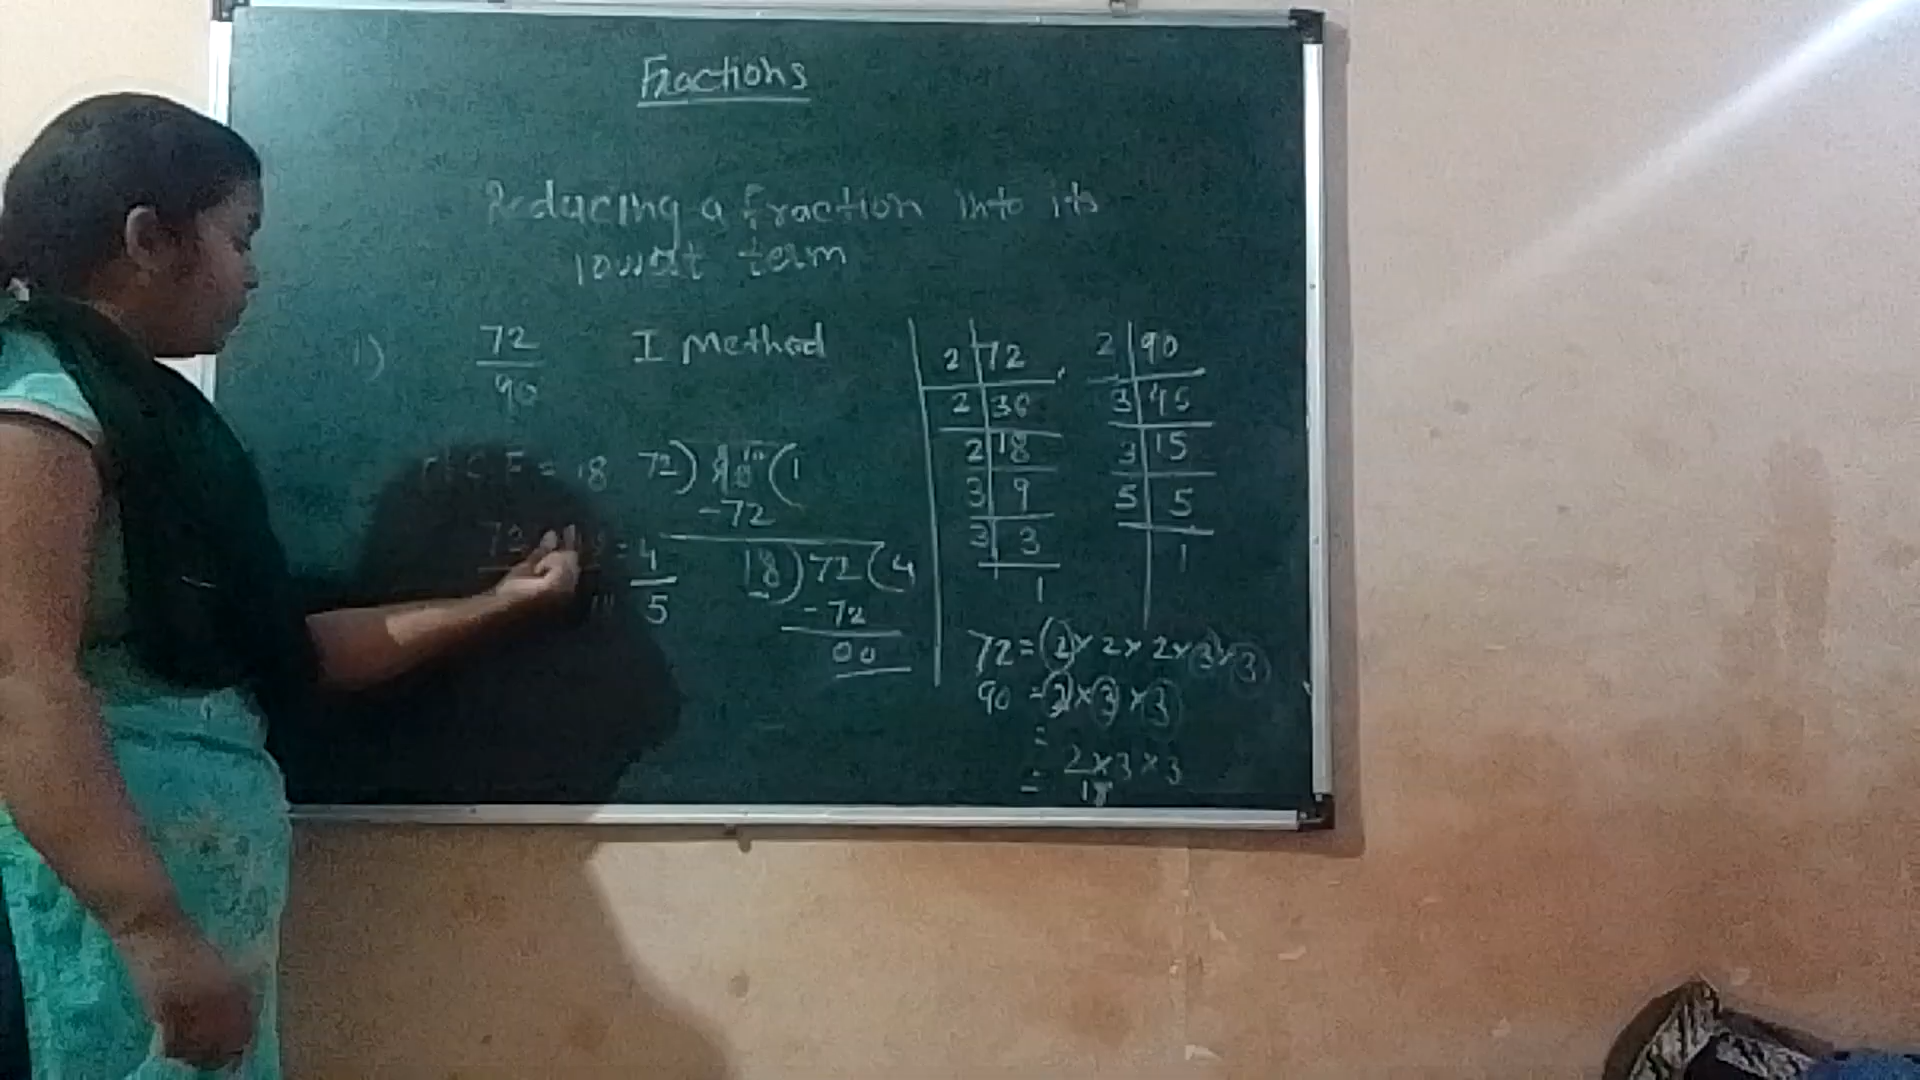 Fractions
Reducing a fraction into its
lowest term
1) 72/90 I Method
H C F = 18 72) 90 (1
-72
18) 72 (4
-72
00
72
= 4/5
2 | 72
2 | 36
2 | 18
3 | 9
3 | 3
1
2 | 90
3 | 45
3 | 15
5 | 5
1
72 = 2 × 2 × 2 × 3 × 3
90 = 2 × 3 × 3
=
= 2 × 3 × 3
18